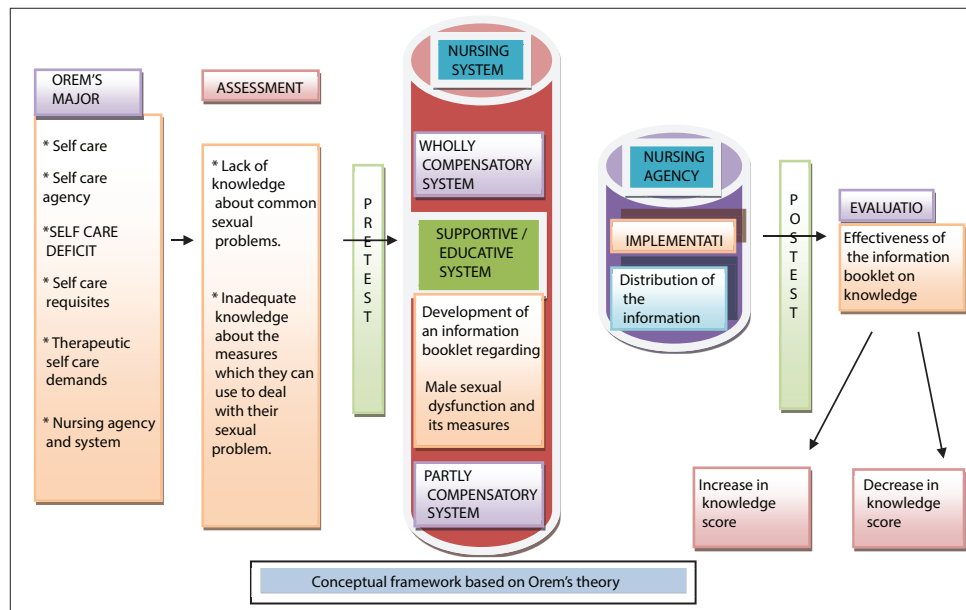 OREM'S
MAJOR
* Self care
* Self care
agency
*SELF CARE
DEFICIT
* Self care
requisites
* Therapeutic
self care
demands
* Nursing agency
and system
ASSESSMENT
* Lack of
knowledge
about common
sexual
problems.
* Inadequate
knowledge
about the
measures
which they can
use to deal
with their
sexual
problem.
P
R
E
T
E
S
T
NURSING
SYSTEM
WHOLLY
COMPENSATORY
SYSTEM
SUPPORTIVE /
EDUCATIVE
SYSTEM
Development of
an information
booklet regarding
Male sexual
dysfunction and
its measures
PARTLY
COMPENSATORY
SYSTEM
NURSING
AGENCY
IMPLEMENTATI
Distribution of
the
information
P
O
S
T
E
S
T
EVALUATIO
Effectiveness of
the information
booklet on
knowledge
Increase in
knowledge
score
Decrease in
knowledge
score
Conceptual framework based on Orem's theory